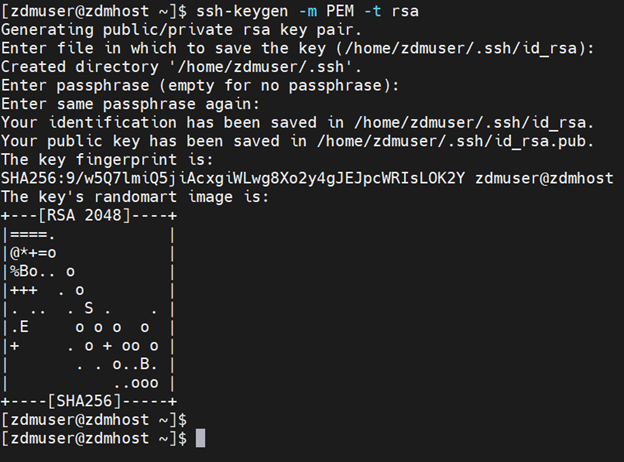 [zdmuser@zdmhost ~]$ ssh-keygen -m PEM -t rsa
Generating public/private rsa key pair.
Enter file in which to save the key (/home/zdmuser/.ssh/id_rsa):
Created directory '/home/zdmuser/.ssh'.
Enter passphrase (empty for no passphrase):
Enter same passphrase again:
Your identification has been saved in /home/zdmuser/.ssh/id_rsa.
Your public key has been saved in /home/zdmuser/.ssh/id_rsa.pub.
The key fingerprint is:
SHA256:9/w5Q7lmiQ5jiAcxgiWLwg8Xo2y4gJEJpcWRIsLOK2Y zdmuser@zdmhost
The key's randomart image is:
+---[RSA 2048]----+
|====.            |
|@*+=o            |
|%Bo.. o          |
|+++  . o         |
|. ..  . S .    . |
|.E     o o o  o  |
|+     . o + oo o |
|       . . o..B. |
|           ..ooo |
+----[SHA256]-----+
[zdmuser@zdmhost ~]$
[zdmuser@zdmhost ~]$